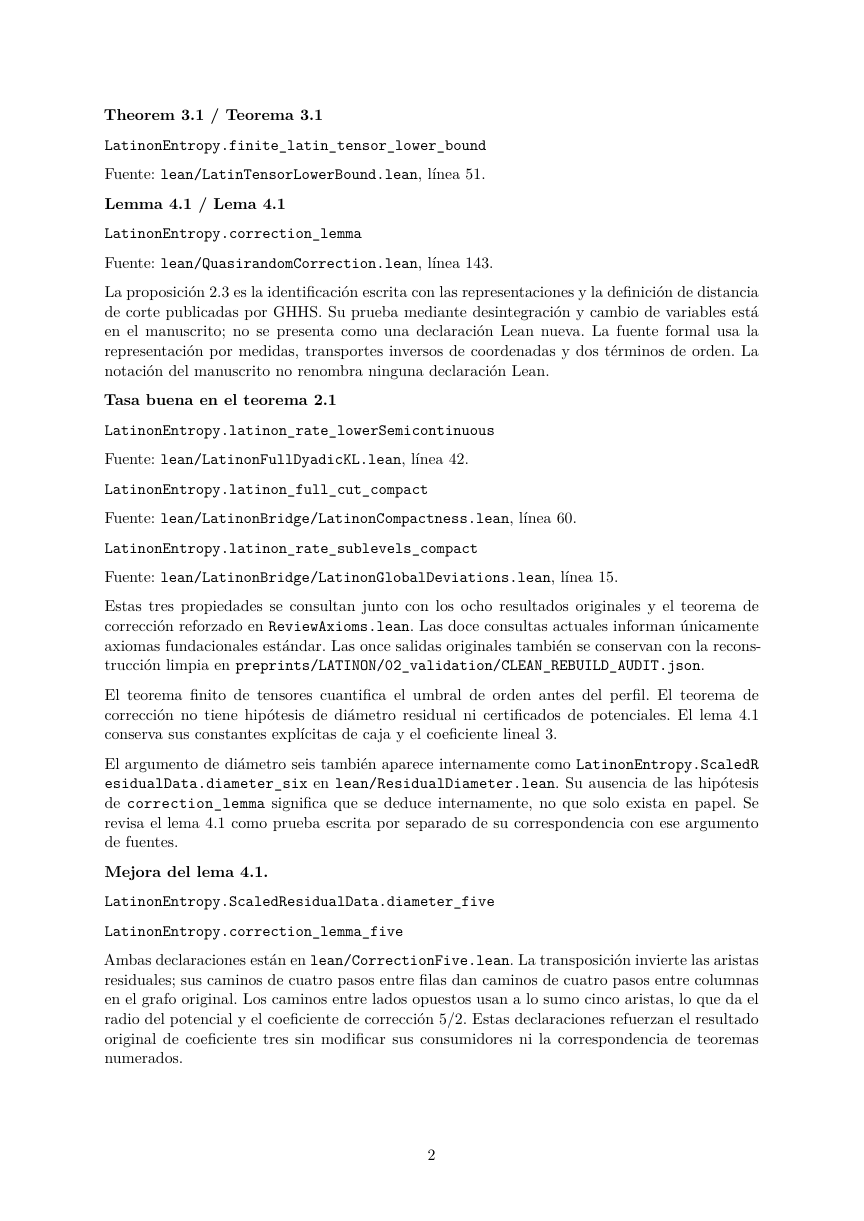 Theorem 3.1 / Teorema 3.1
LatinonEntropy.finite_latin_tensor_lower_bound
Fuente: lean/LatinTensorLowerBound.lean, línea 51.
Lemma 4.1 / Lema 4.1
LatinonEntropy.correction_lemma
Fuente: lean/QuasirandomCorrection.lean, línea 143.
La proposición 2.3 es la identificación escrita con las representaciones y la definición de distancia
de corte publicadas por GHHS. Su prueba mediante desintegración y cambio de variables está
en el manuscrito; no se presenta como una declaración Lean nueva. La fuente formal usa la
representación por medidas, transportes inversos de coordenadas y dos términos de orden. La
notación del manuscrito no renombra ninguna declaración Lean.
Tasa buena en el teorema 2.1
LatinonEntropy.latinon_rate_lowerSemicontinuous
Fuente: lean/LatinonFullDyadicKL.lean, línea 42.
LatinonEntropy.latinon_full_cut_compact
Fuente: lean/LatinonBridge/LatinonCompactness.lean, línea 60.
LatinonEntropy.latinon_rate_sublevels_compact
Fuente: lean/LatinonBridge/LatinonGlobalDeviations.lean, línea 15.
Estas tres propiedades se consultan junto con los ocho resultados originales y el teorema de
corrección reforzado en ReviewAxioms.lean. Las doce consultas actuales informan únicamente
axiomas fundacionales estándar. Las once salidas originales también se conservan con la recons-
trucción limpia en preprints/LATINON/02_validation/CLEAN_REBUILD_AUDIT.json.
El teorema finito de tensores cuantifica el umbral de orden antes del perfil. El teorema de
corrección no tiene hipótesis de diámetro residual ni certificados de potenciales. El lema 4.1
conserva sus constantes explícitas de caja y el coeficiente lineal 3.
El argumento de diámetro seis también aparece internamente como LatinonEntropy.ScaledR
esidualData.diameter_six en lean/ResidualDiameter.lean. Su ausencia de las hipótesis
de correction_lemma significa que se deduce internamente, no que solo exista en papel. Se
revisa el lema 4.1 como prueba escrita por separado de su correspondencia con ese argumento
de fuentes.
Mejora del lema 4.1.
LatinonEntropy.ScaledResidualData.diameter_five
LatinonEntropy.correction_lemma_five
Ambas declaraciones están en lean/CorrectionFive.lean. La transposición invierte las aristas
residuales; sus caminos de cuatro pasos entre filas dan caminos de cuatro pasos entre columnas
en el grafo original. Los caminos entre lados opuestos usan a lo sumo cinco aristas, lo que da el
radio del potencial y el coeficiente de corrección 5/2. Estas declaraciones refuerzan el resultado
original de coeficiente tres sin modificar sus consumidores ni la correspondencia de teoremas
numerados.
2